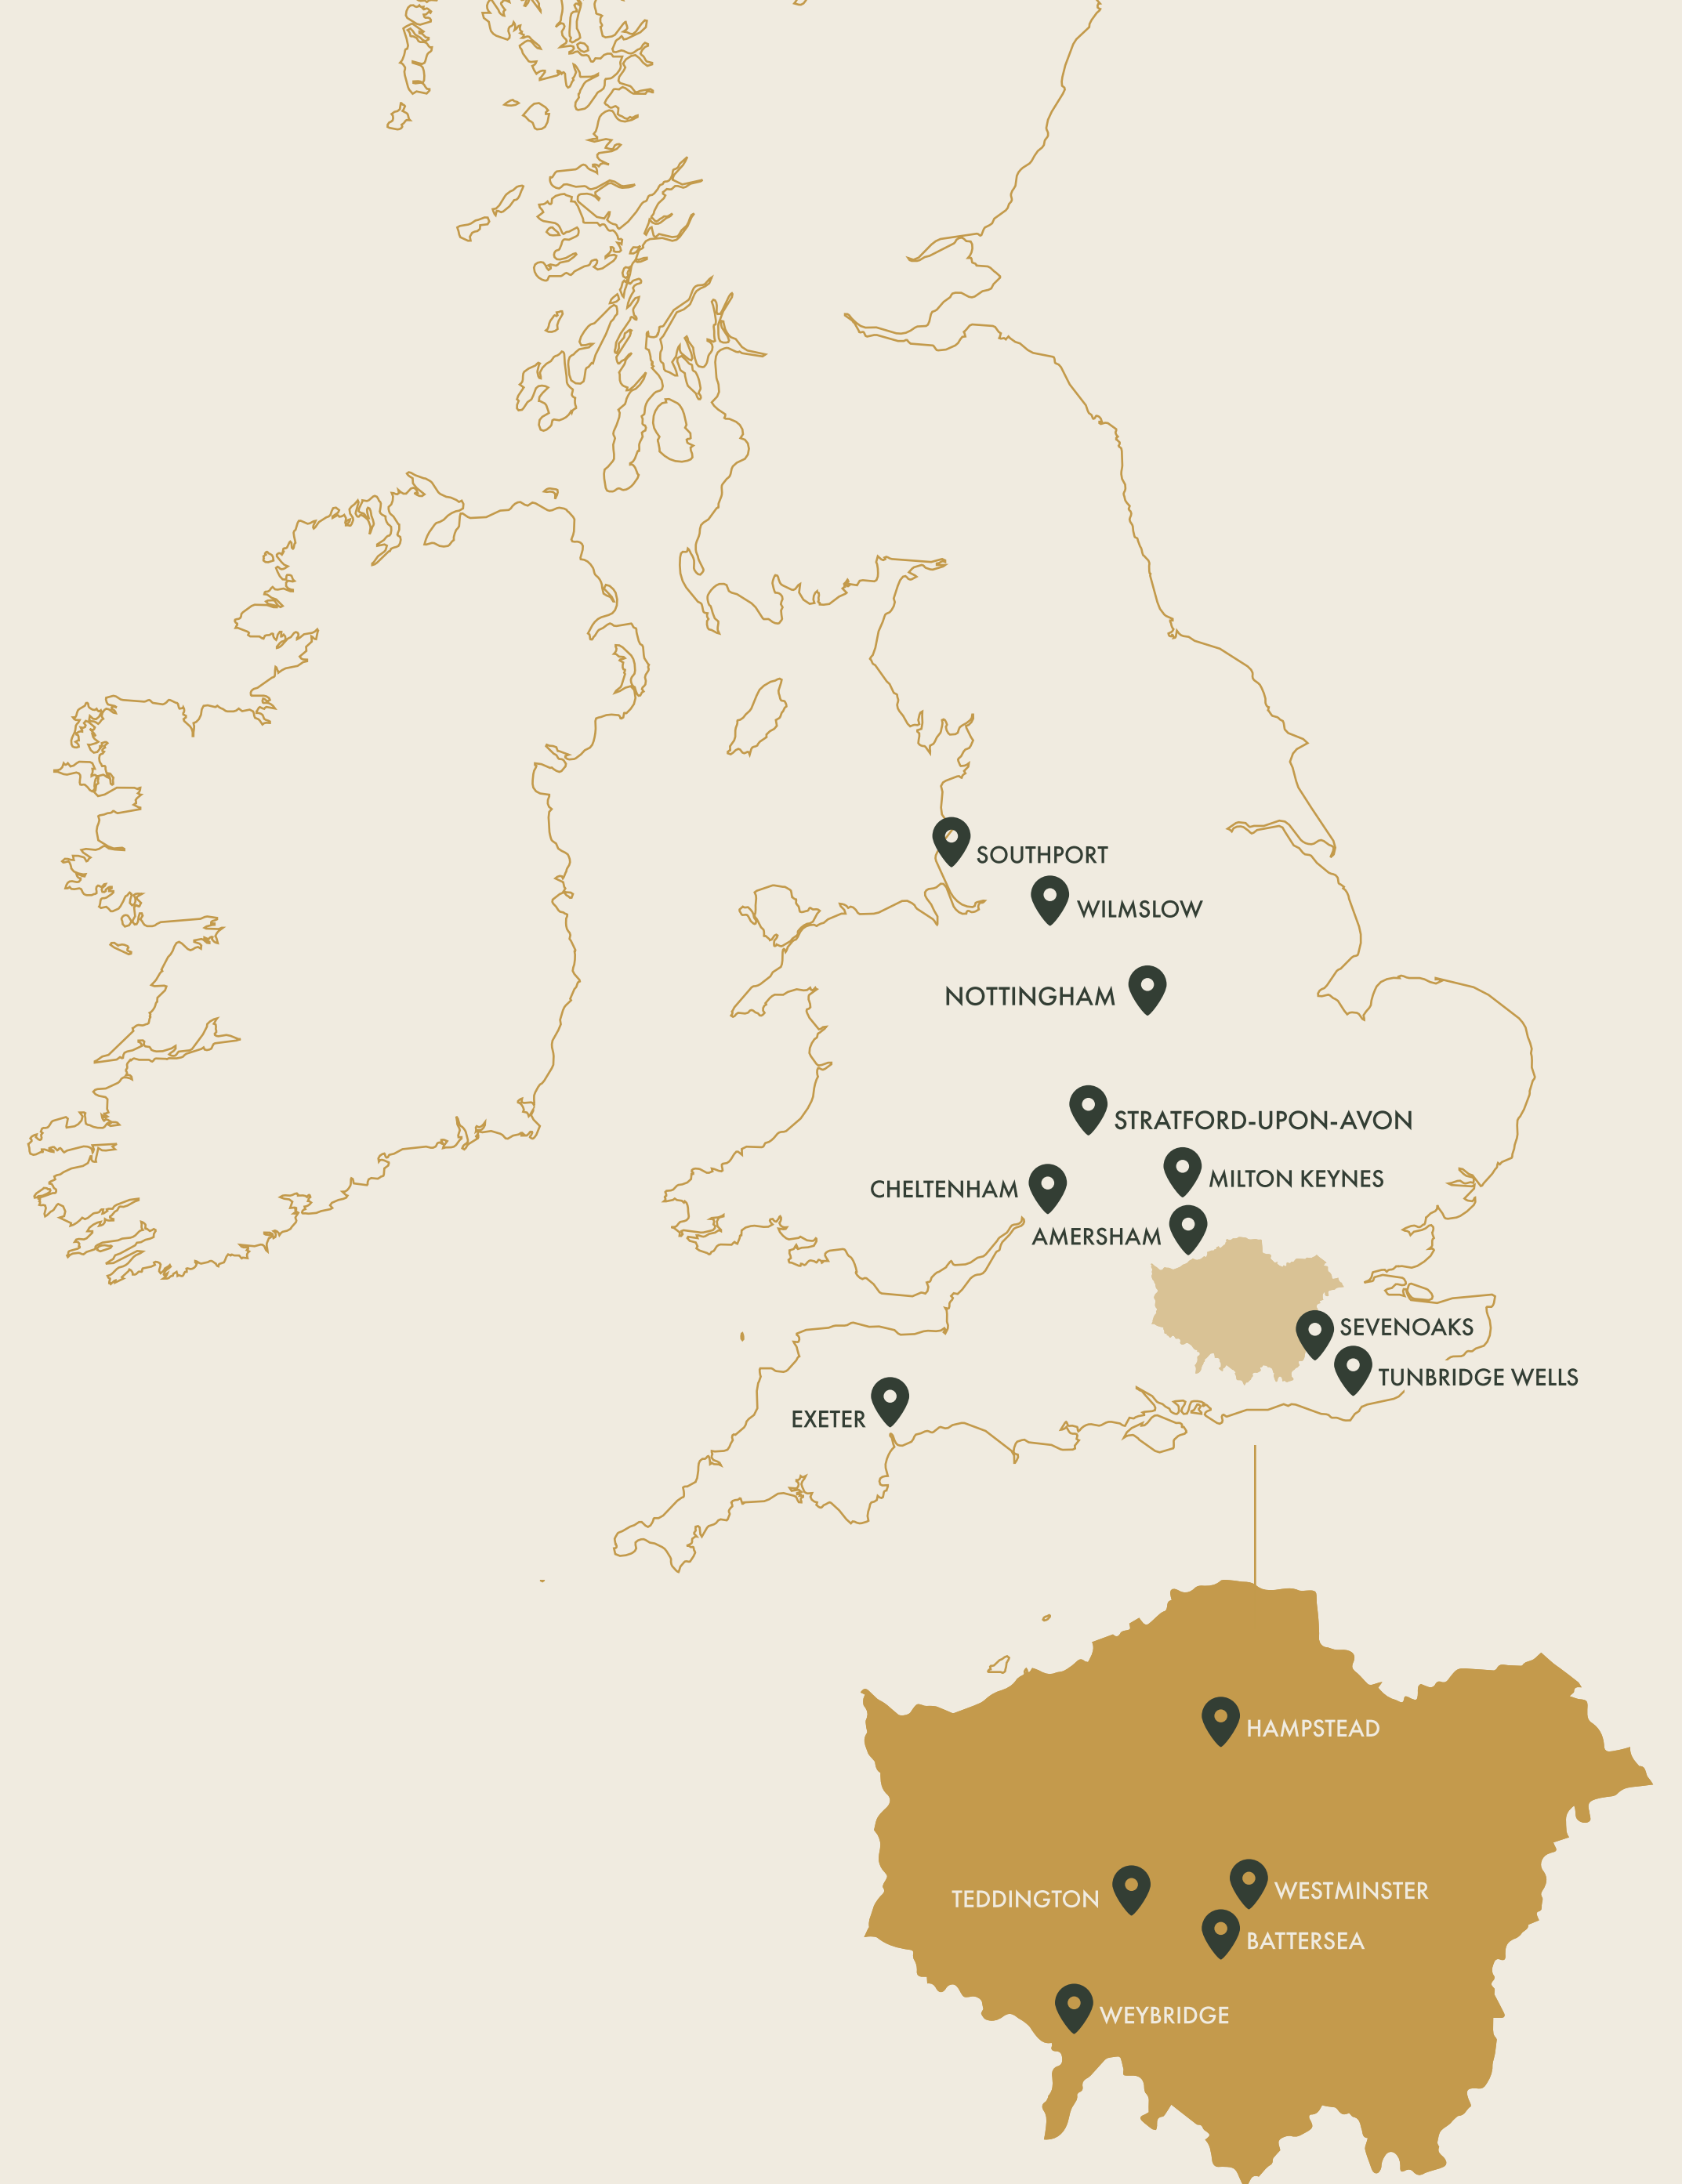 SOUTHPORT
WILMSLOW
NOTTINGHAM
STRATFORD-UPON-AVON
MILTON KEYNES
CHELTENHAM
AMERSHAM
SEVENOAKS
TUNBRIDGE WELLS
EXETER
HAMPSTEAD
WESTMINSTER
TEDDINGTON
BATTERSEA
WEYBRIDGE